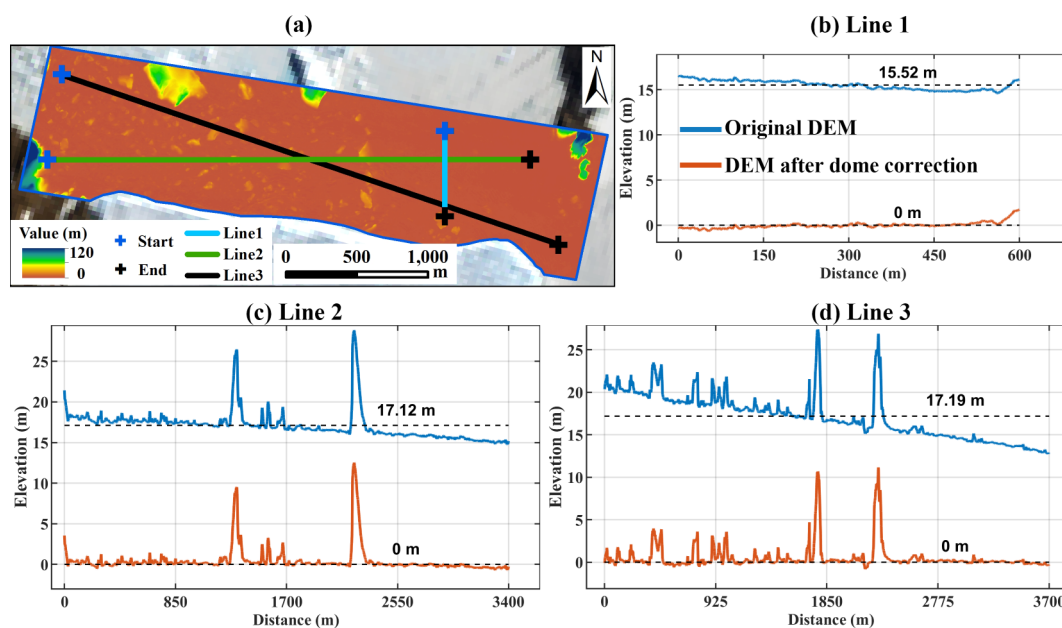 (a)
N
Value (m)
120
0
Start
End
Line1
Line2
Line3
0 500 1,000
m
(b) Line 1
15.52 m
Original DEM
DEM after dome correction
0 m
15
10
5
0
Elevation (m)
0 150 300 450 600
Distance (m)
(c) Line 2
25
20
15
10
5
0
Elevation (m)
17.12 m
0 m
0 850 1700 2550 3400
Distance (m)
(d) Line 3
25
20
15
10
5
0
Elevation (m)
17.19 m
0 m
0 925 1850 2775 3700
Distance (m)